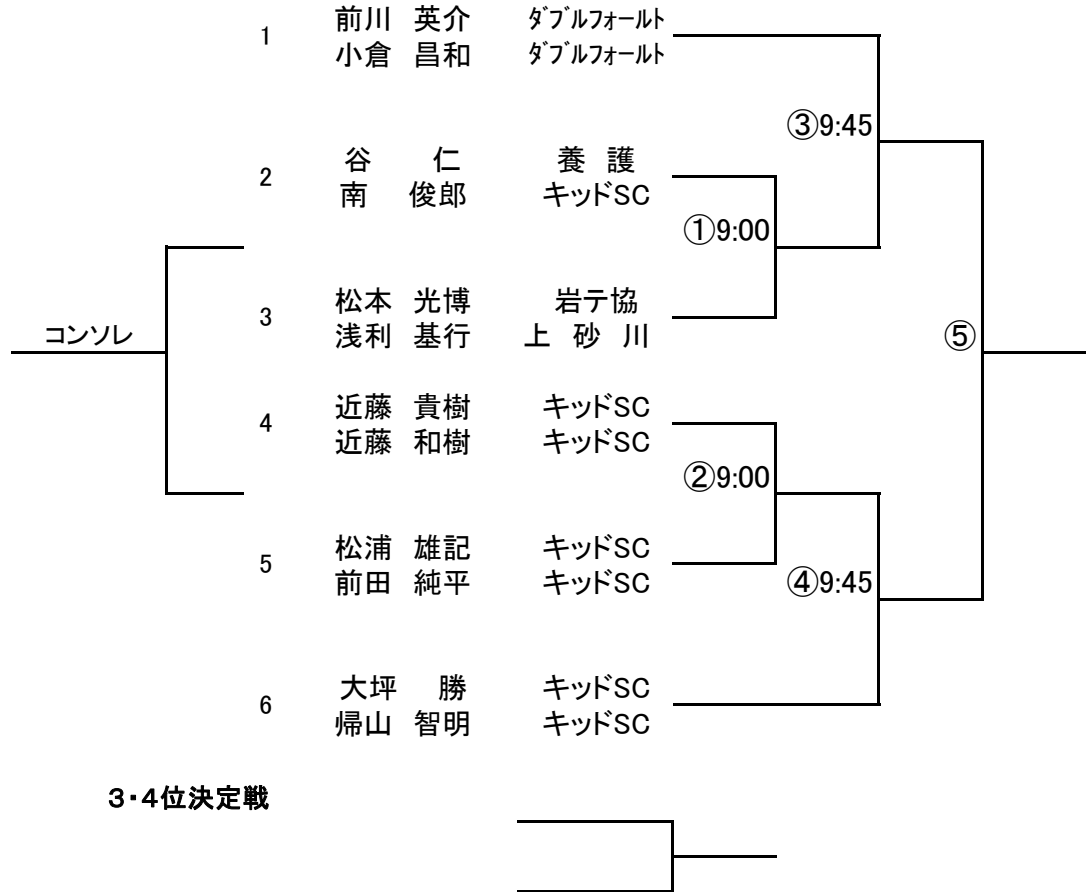 1 前川 英介 ﾀﾞﾌﾞﾙﾌｫｰﾙﾄ
小倉 昌和 ﾀﾞﾌﾞﾙﾌｫｰﾙﾄ
③9:45
2 谷 仁 養 護
南 俊郎 キッドSC
①9:00
3 松本 光博 岩テ協
浅利 基行 上 砂 川
コンソレ
⑤
4 近藤 貴樹 キッドSC
近藤 和樹 キッドSC
②9:00
5 松浦 雄記 キッドSC
前田 純平 キッドSC
④9:45
6 大坪 勝 キッドSC
帰山 智明 キッドSC
３・４位決定戦